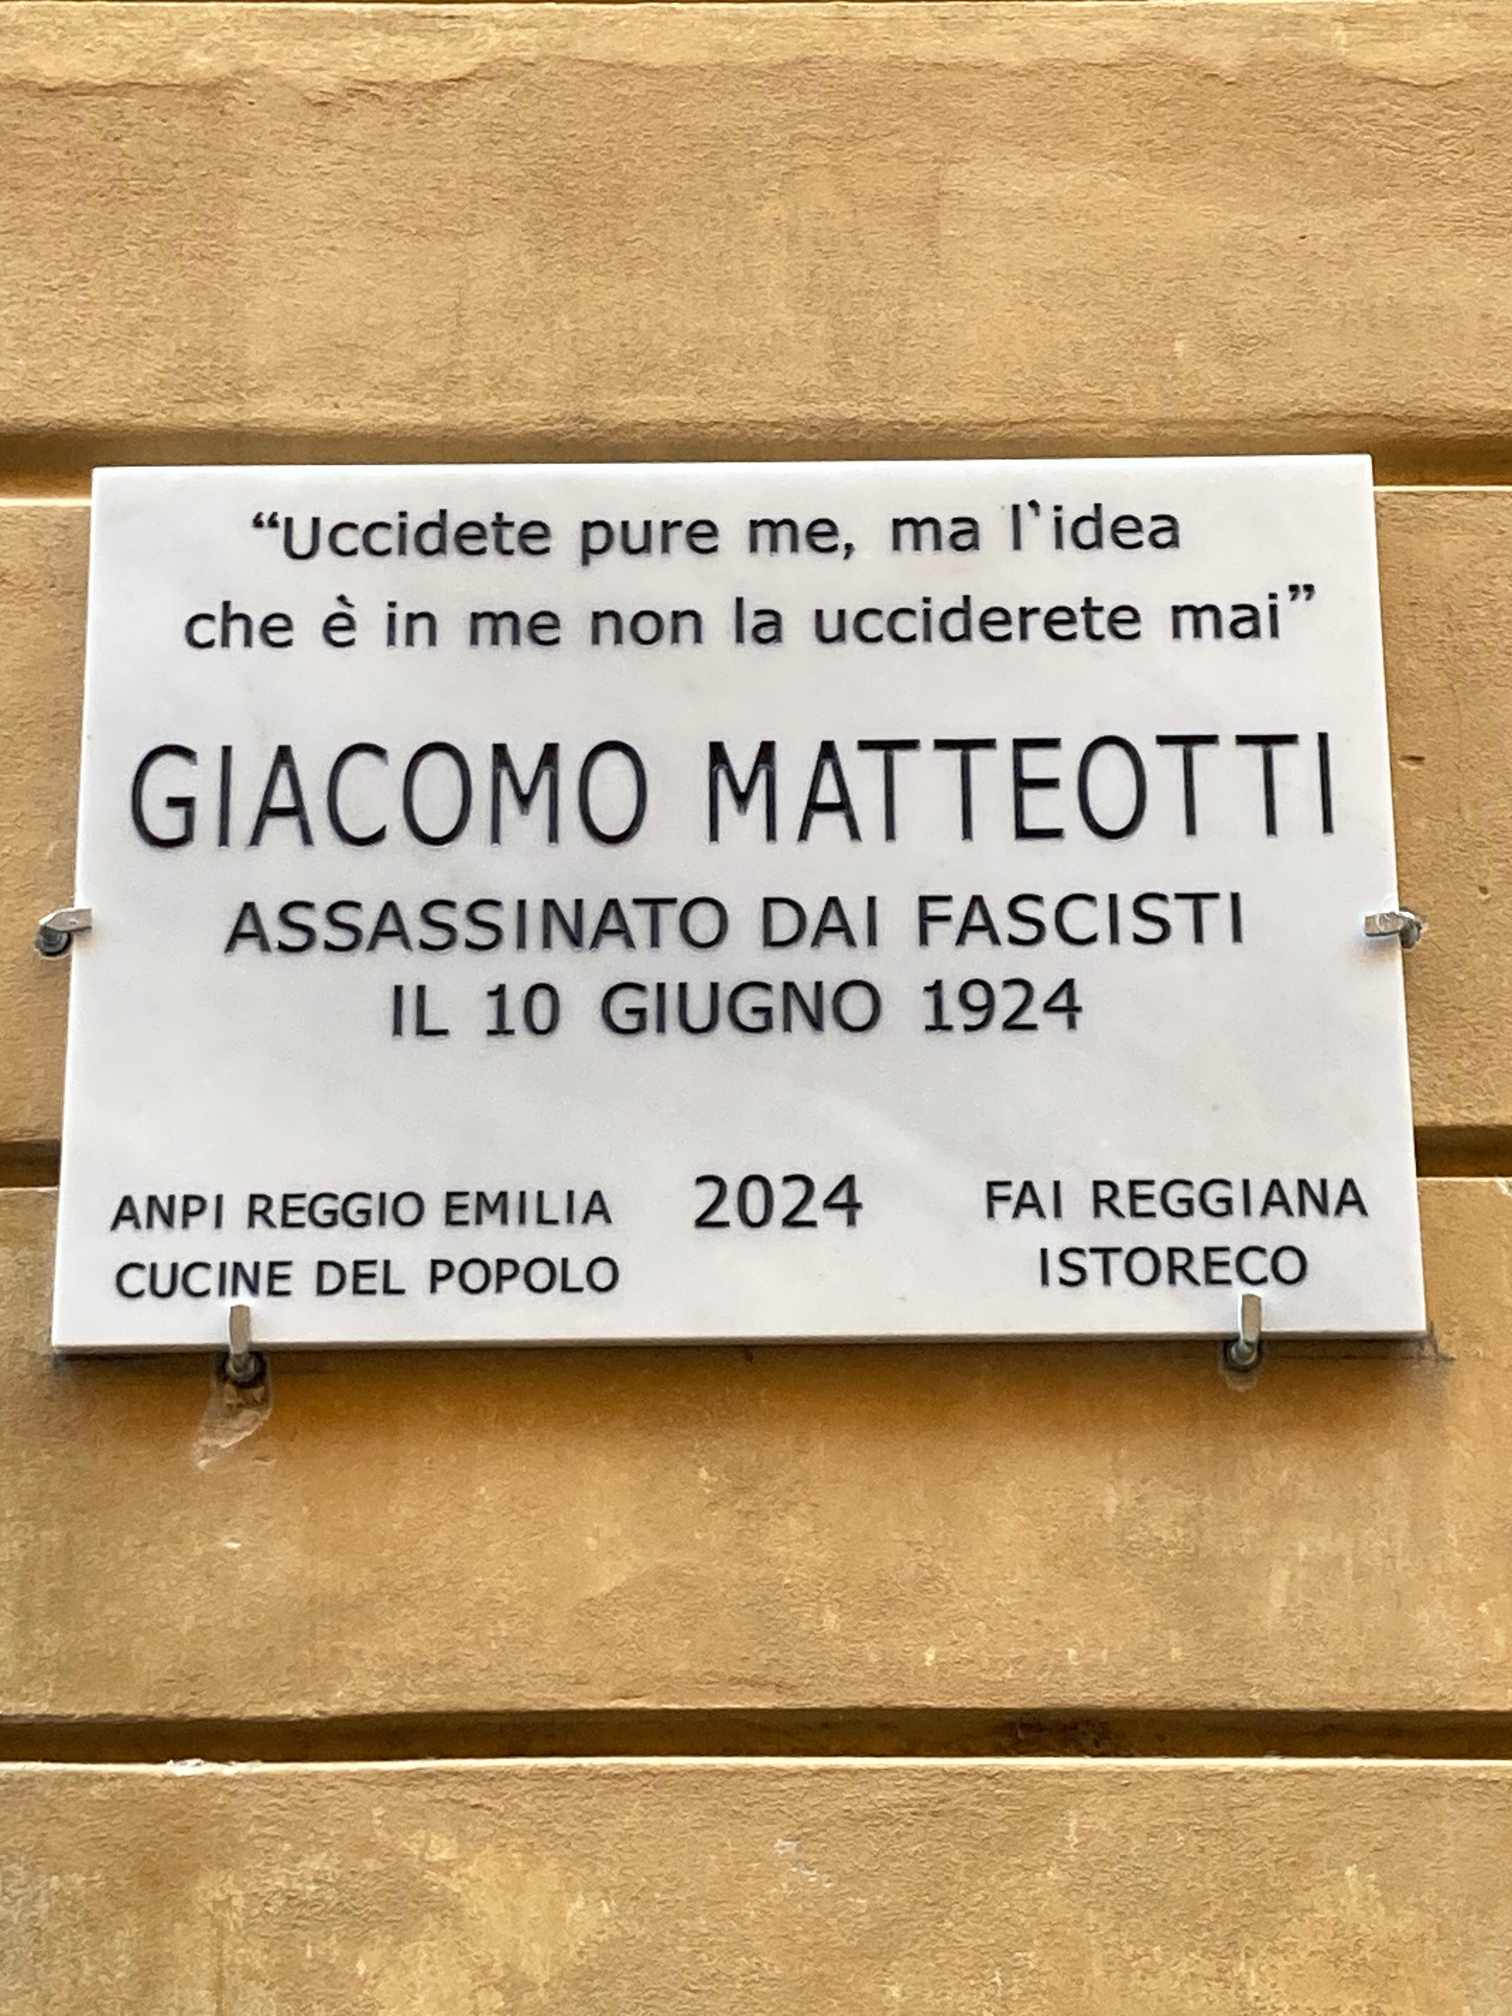 “Uccidete pure me, ma l‛idea
che è in me non la ucciderete mai”
GIACOMO MATTEOTTI
ASSASSINATO DAI FASCISTI
IL 10 GIUGNO 1924
ANPI REGGIO EMILIA
CUCINE DEL POPOLO
2024
FAI REGGIANA
ISTORECO